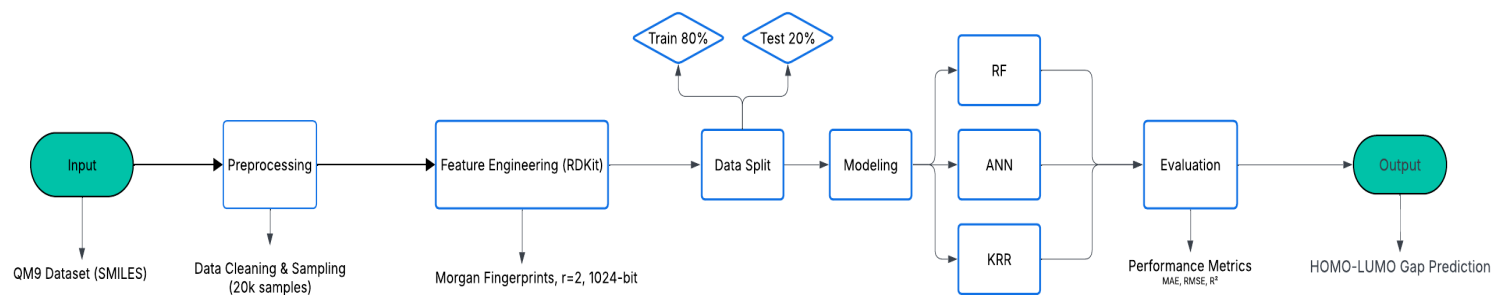 Train 80%
Test 20%
RF
Input
Preprocessing
Feature Engineering (RDKit)
Data Split
Modeling
ANN
Evaluation
Output
KRR
QM9 Dataset (SMILES)
Data Cleaning & Sampling
(20k samples)
Morgan Fingerprints, r=2, 1024-bit
Performance Metrics
MAE, RMSE, R²
HOMO-LUMO Gap Prediction